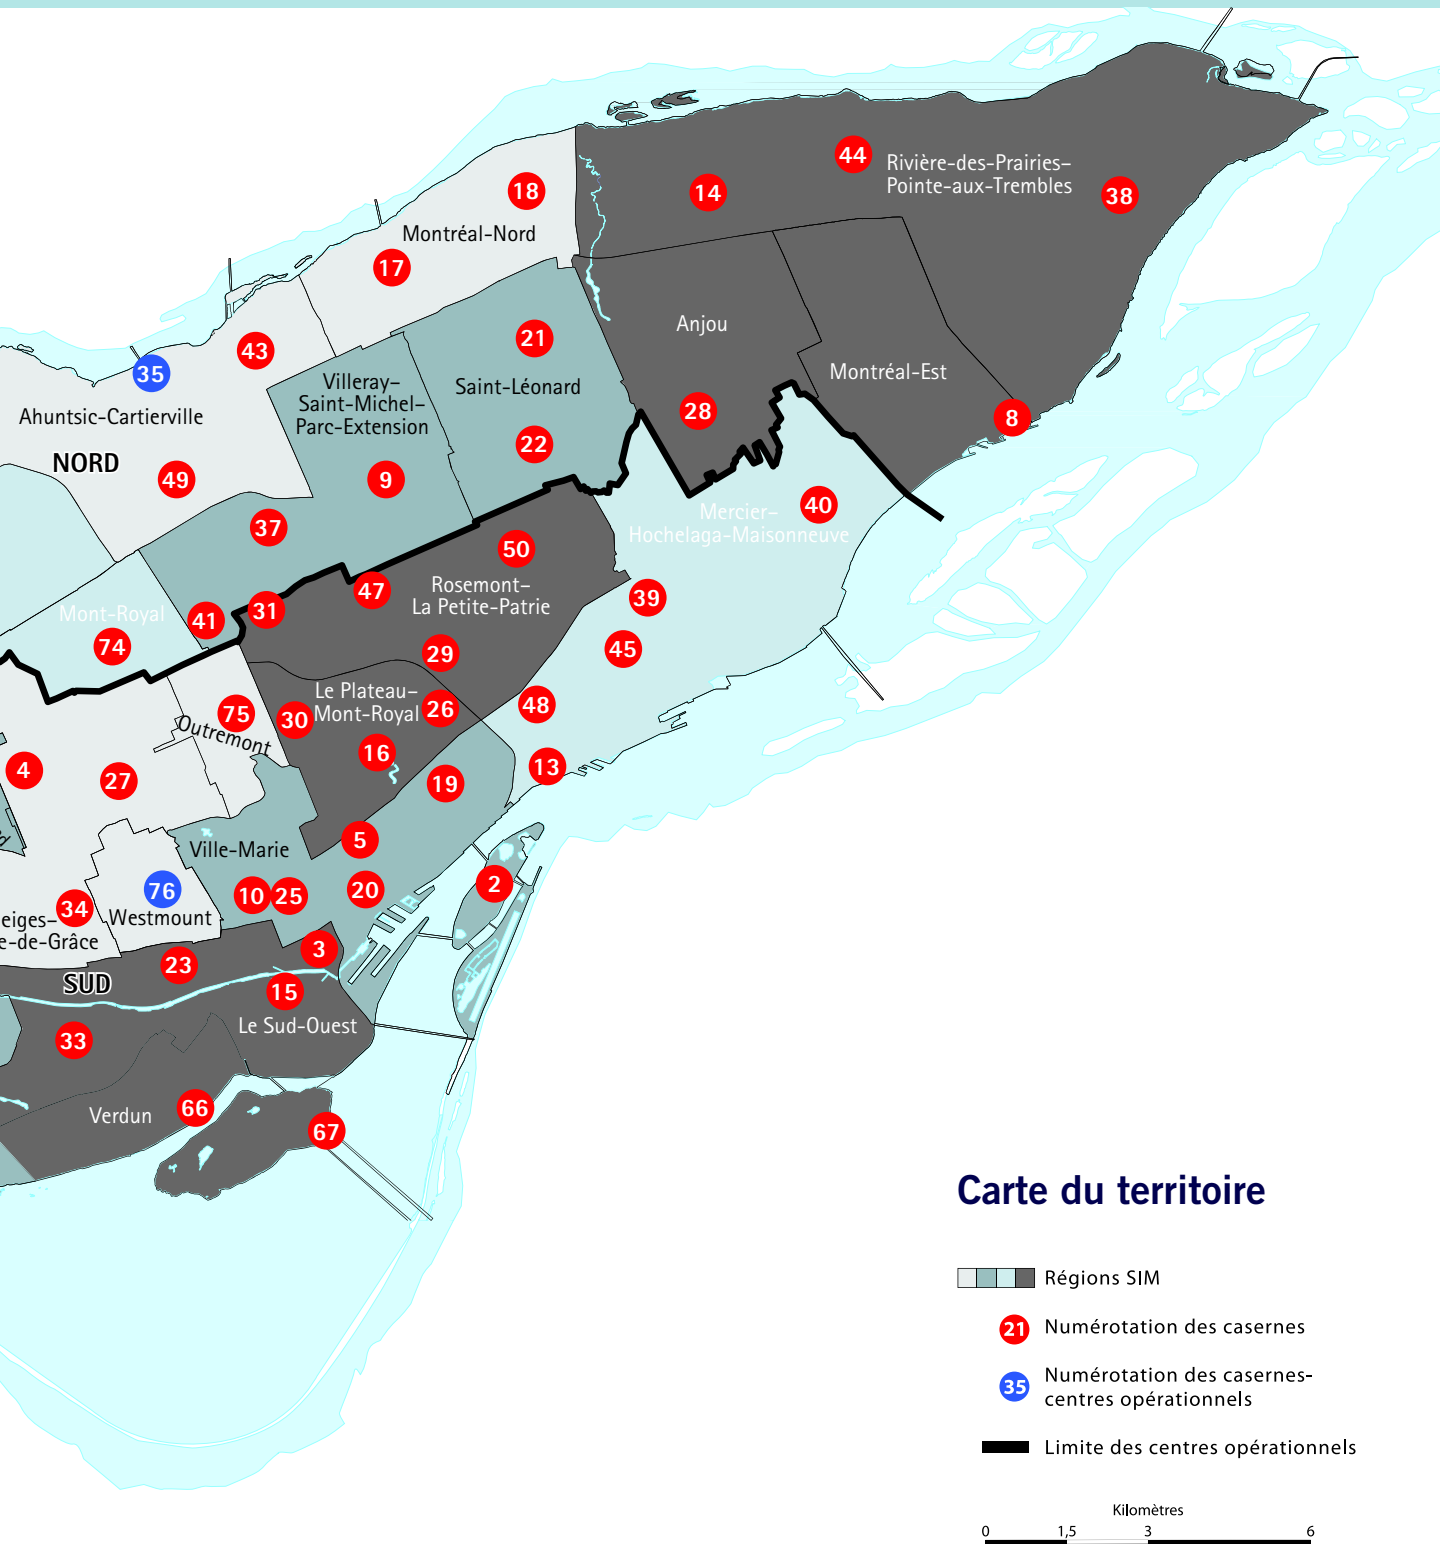 44
Rivière-des-Prairies–
Pointe-aux-Trembles
18
14
38
Montréal-Nord
17
Anjou
21
43
35
Villeray–
Saint-Michel–
Parc-Extension
Saint-Léonard
Montréal-Est
Ahuntsic-Cartierville
28
8
22
NORD
49
9
40
Mercier–
Hochelaga-Maisonneuve
37
50
47
Rosemont–
La Petite-Patrie
39
31
Mont-Royal
41
74
45
29
Le Plateau–
Mont-Royal
48
26
75
30
Outremont
16
13
4
27
19
5
Ville-Marie
76
10
25
20
2
34
Westmount
eiges–
e-de-Grâce
3
23
SUD
15
Le Sud-Ouest
33
66
Verdun
67
Carte du territoire
Régions SIM
21 Numérotation des casernes
35 Numérotation des casernes-
centres opérationnels
Limite des centres opérationnels
Kilomètres
0 1,5 3 6